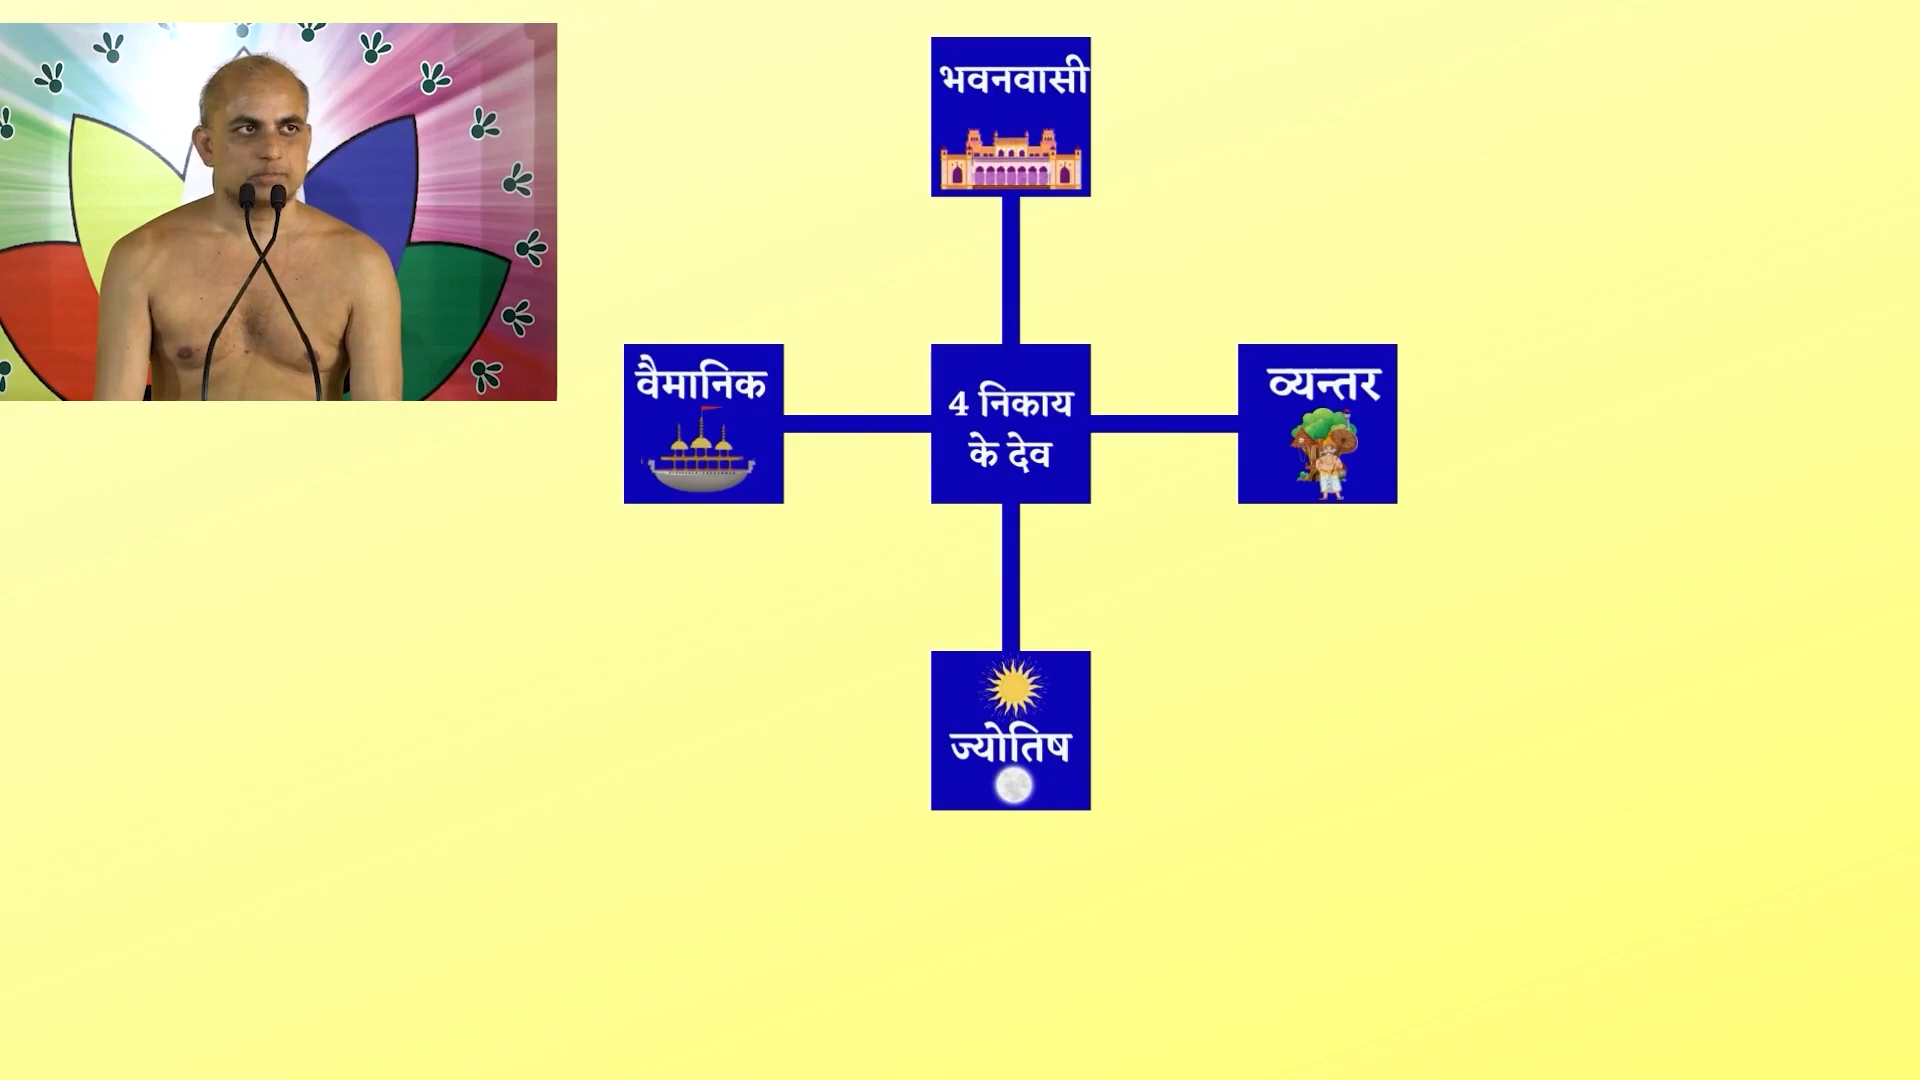 भवनवासी
वैमानिक
4 निकाय
के देव
व्यन्तर
ज्योतिष